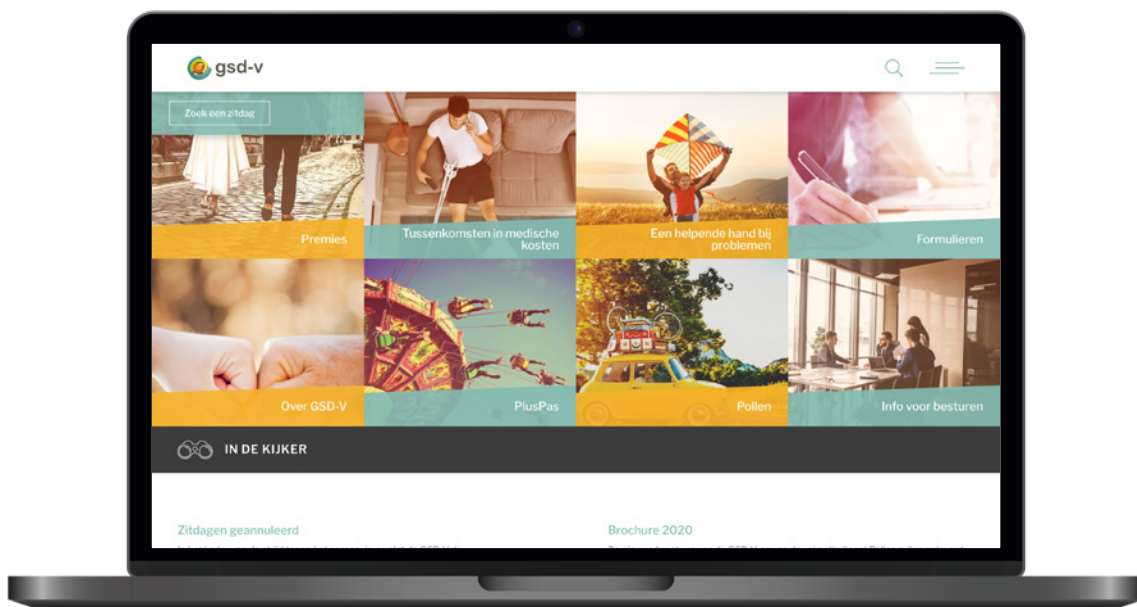 gsd-v
Zoek een zitdag
Premies
Tussenkomsten in medische
kosten
Een helpende hand bij
problemen
Formulieren
Over GSD-V
PlusPas
Pollen
Info voor besturen
IN DE KIJKER
Zitdagen geannuleerd
Brochure 2020